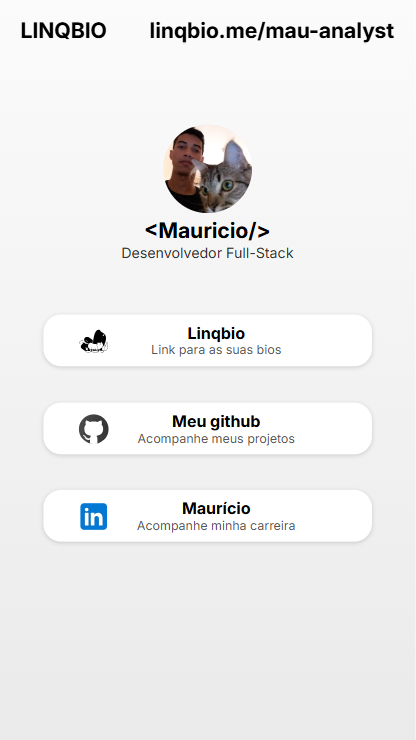 LINQBIO linqbio.me/mau-analyst
<Mauricio/>
Desenvolvedor Full-Stack
Linqbio
Link para as suas bios
Meu github
Acompanhe meus projetos
in
Maurício
Acompanhe minha carreira